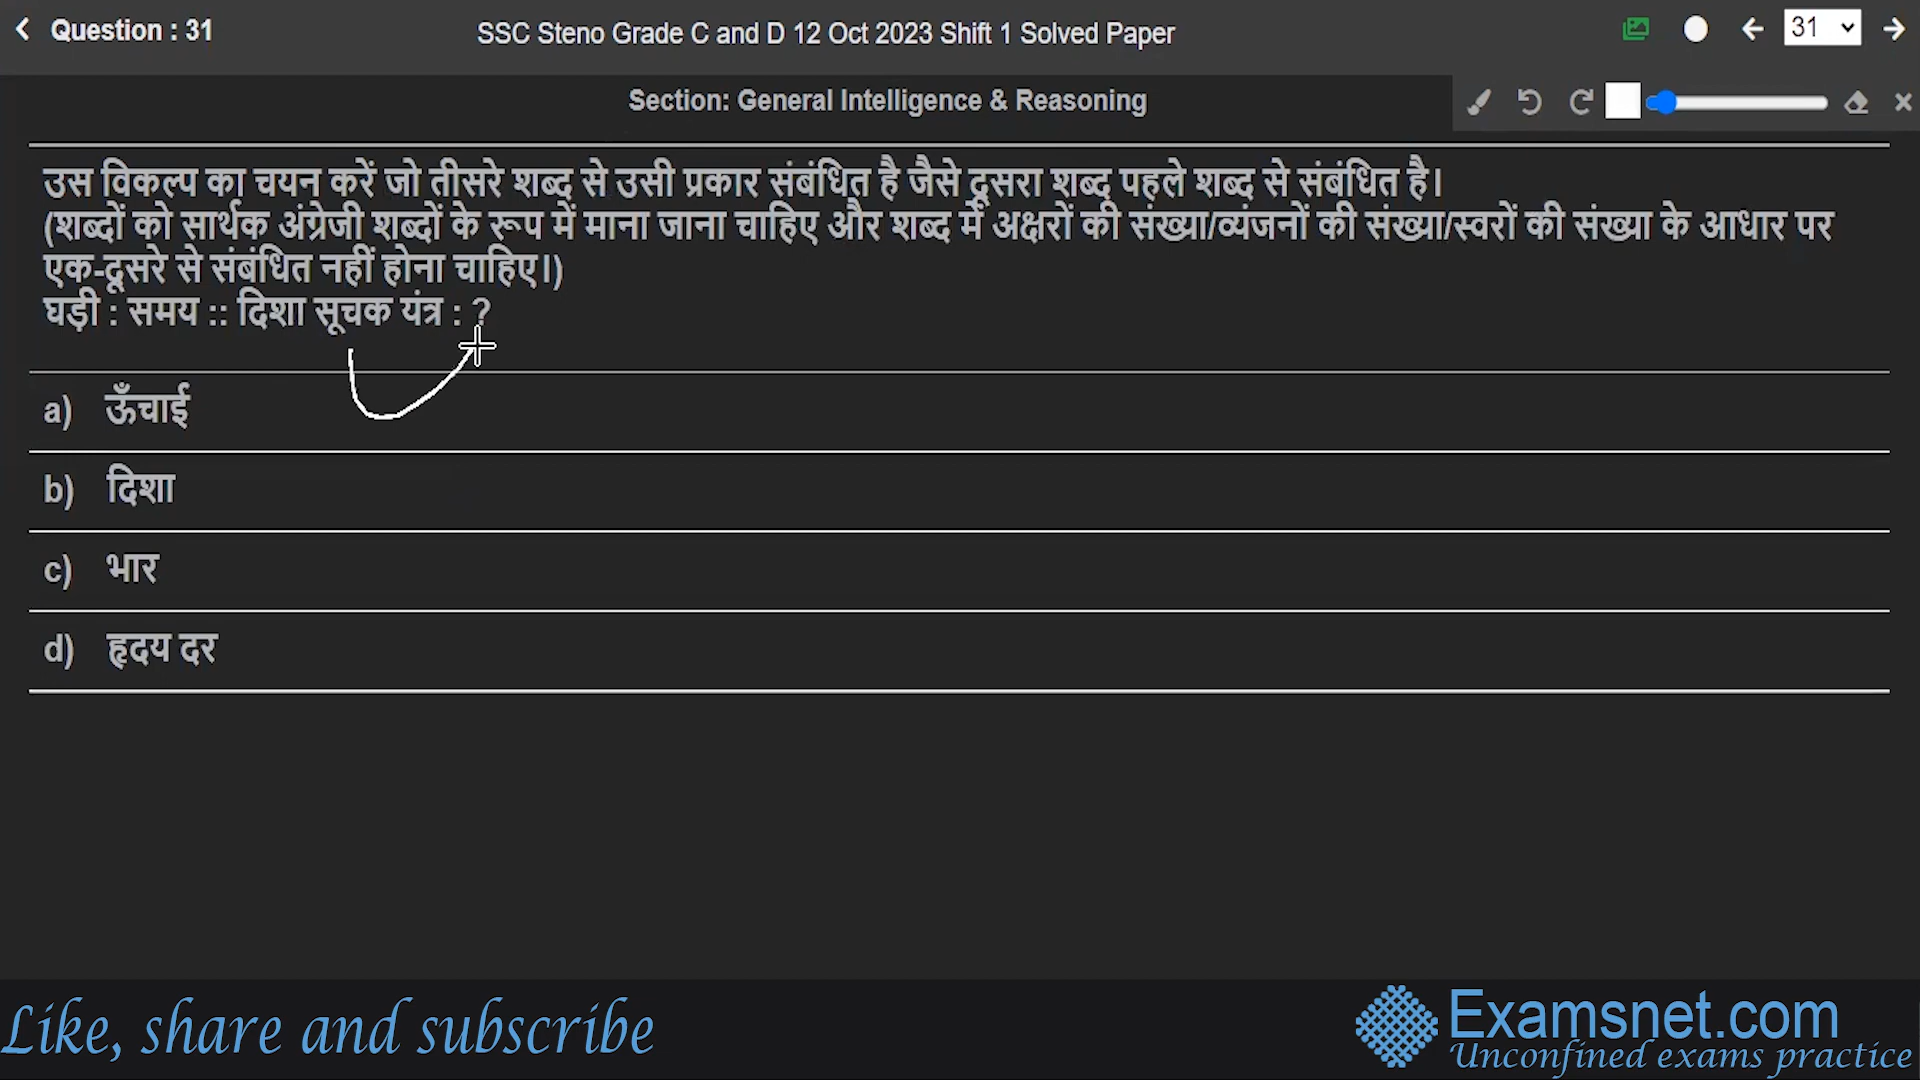 Question : 31
SSC Steno Grade C and D 12 Oct 2023 Shift 1 Solved Paper
31
Section: General Intelligence & Reasoning
उस विकल्प का चयन करें जो तीसरे शब्द से उसी प्रकार संबंधित है जैसे दूसरा शब्द पहले शब्द से संबंधित है।
(शब्दों को सार्थक अंग्रेजी शब्दों के रूप में माना जाना चाहिए और शब्द में अक्षरों की संख्या/व्यंजनों की संख्या/स्वरों की संख्या के आधार पर
एक-दूसरे से संबंधित नहीं होना चाहिए।)
घड़ी : समय :: दिशा सूचक यंत्र : ?
a) ऊँचाई
b) दिशा
c) भार
d) हृदय दर
Like, share and subscribe
Examsnet.com
Unconfined exams practice